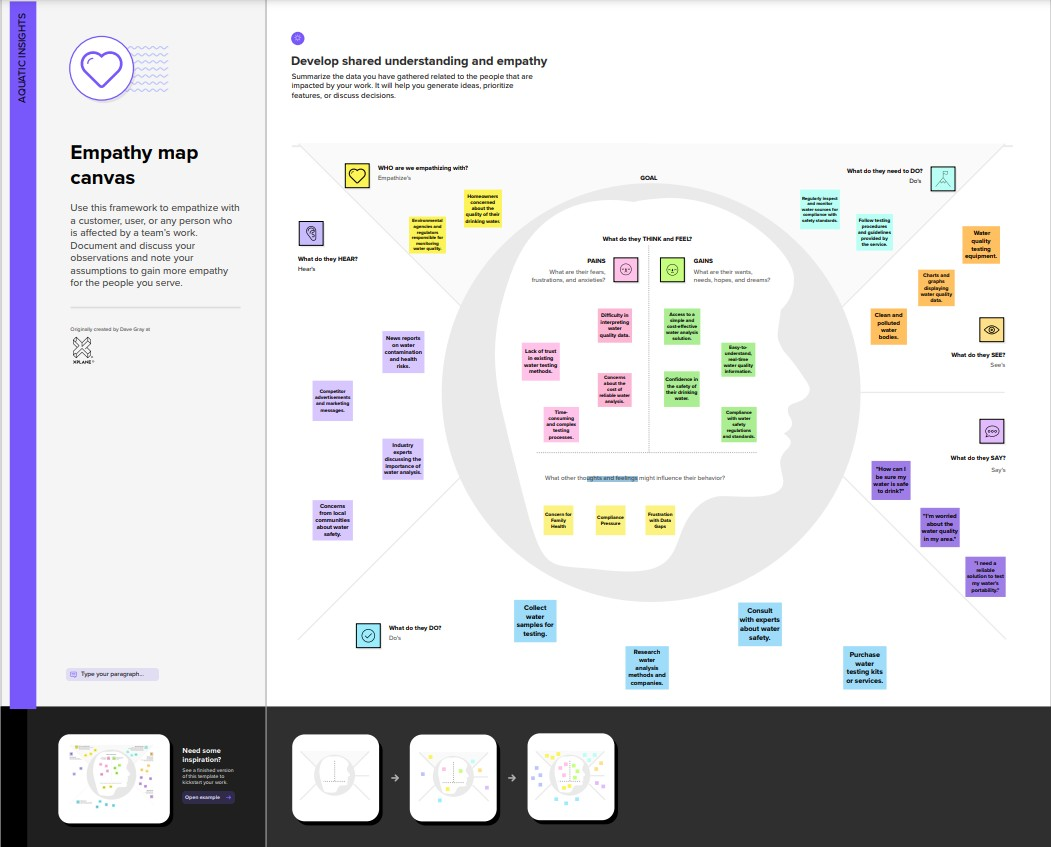 AQUATIC INSIGHTS
Empathy map
canvas
Use this framework to empathize with
a customer, user, or any person who
is affected by a team's work.
Document and discuss your
observations and note your
assumptions to gain more empathy
for the people you serve.
Originally created by Dave Gray at
XPLANE
Type your paragraph...
Develop shared understanding and empathy
Summarize the data you have gathered related to the people that are
impacted by your work. It will help you generate ideas, prioritize
features, or discuss decisions.
WHO are we empathizing with?
Empathize's
Homeowners
concerned
about the
quality of their
drinking water.
Environmental
agencies and
regulators
responsible for
monitoring
water quality.
GOAL
What do they need to DO?
Do's
Regularly inspect
and monitor
water sources for
compliance with
safety standards.
Follow testing
procedures
and guidelines
provided by
the service.
What do they HEAR?
Hear's
News reports
on water
contamination
and health
risks.
Competitor
advertisements
and marketing
messages.
Industry
experts
discussing the
importance of
water analysis.
Concerns
from local
communities
about water
safety.
What do they THINK and FEEL?
PAINS
What are their fears,
frustrations, and anxieties?
GAINS
What are their wants,
needs, hopes, and dreams?
Difficulty in
interpreting
water
quality data.
Lack of trust
in existing
water testing
methods.
Concerns
about the
cost of
reliable water
analysis.
Time-
consuming
and complex
testing
processes.
Access to a
simple and
cost-effective
water analysis
solution.
Easy-to-
understand,
real-time
water quality
information.
Confidence in
the safety of
their drinking
water.
Compliance
with water
safety
regulations
and standards.
What other thoughts and feelings might influence their behavior?
Concern for
Family
Health
Compliance
Pressure
Frustration
with Data
Gaps
Water
quality
testing
equipment.
Charts and
graphs
displaying
water quality
data.
Clean and
polluted
water
bodies.
What do they SEE?
See's
What do they SAY?
Say's
"How can I
be sure my
water is safe
to drink?"
"I'm worried
about the
water quality
in my area."
"I need a
reliable
solution to test
my water's
portability."
What do they DO?
Do's
Collect
water
samples for
testing.
Research
water
analysis
methods and
companies.
Consult
with experts
about water
safety.
Purchase
water
testing kits
or services.
Need some
inspiration?
See a finished version
of this template to
kickstart your work.
Open example